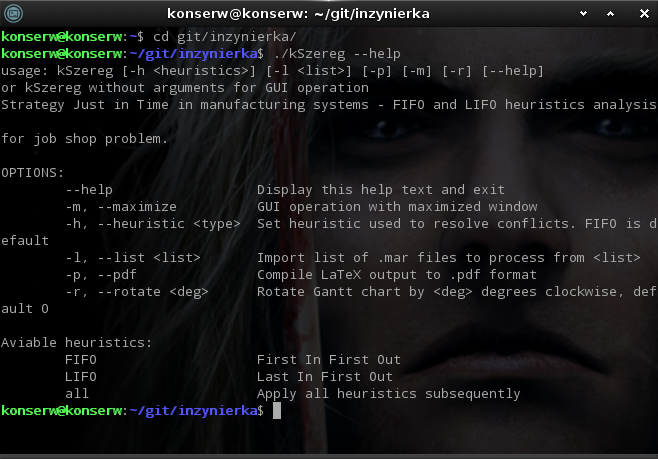 konserw@konserw: ~/git/inzynierka
konserw@konserw:~$ cd git/inzynierka/
konserw@konserw:~/git/inzynierka$ ./kSzereg --help
usage: kSzereg [-h <heuristics>] [-l <list>] [-p] [-m] [-r] [--help]
or kSzereg without arguments for GUI operation
Strategy Just in Time in manufacturing systems - FIFO and LIFO heuristics analysis
for job shop problem.
OPTIONS:
--help Display this help text and exit
-m, --maximize GUI operation with maximized window
-h, --heuristic <type> Set heuristic used to resolve conflicts. FIFO is d
efault
-l, --list <list> Import list of .mar files to process from <list>
-p, --pdf Compile LaTeX output to .pdf format
-r, --rotate <deg> Rotate Gantt chart by <deg> degrees clockwise, def
ault 0
Aviable heuristics:
FIFO First In First Out
LIFO Last In First Out
all Apply all heuristics subsequently
konserw@konserw:~/git/inzynierka$